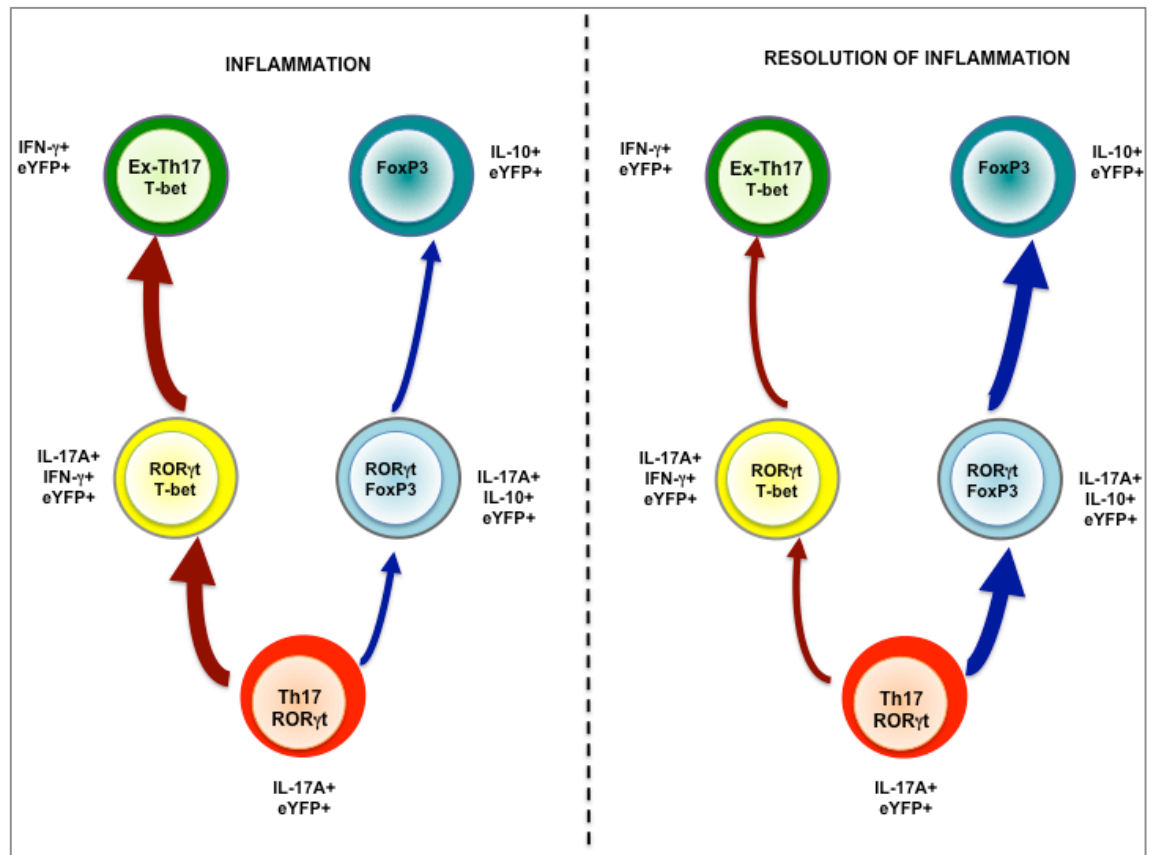 INFLAMMATION
IFN-γ+
eYFP+
Ex-Th17
T-bet
FoxP3
IL-10+
eYFP+
IL-17A+
IFN-γ+
eYFP+
RORγt
T-bet
RORγt
FoxP3
IL-17A+
IL-10+
eYFP+
Th17
RORγt
IL-17A+
eYFP+
RESOLUTION OF INFLAMMATION
IFN-γ+
eYFP+
Ex-Th17
T-bet
FoxP3
IL-10+
eYFP+
IL-17A+
IFN-γ+
eYFP+
RORγt
T-bet
RORγt
FoxP3
IL-17A+
IL-10+
eYFP+
Th17
RORγt
IL-17A+
eYFP+